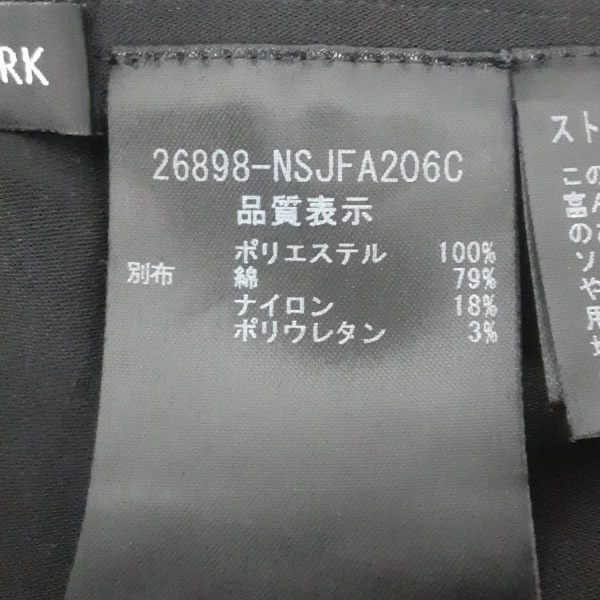 RK
26898-NSJFA206C
品質表示
ポリエステル 100%
別布 綿 79%
ナイロン 18%
ポリウレタン 3%
スト
この
富
の
ソ
や
用